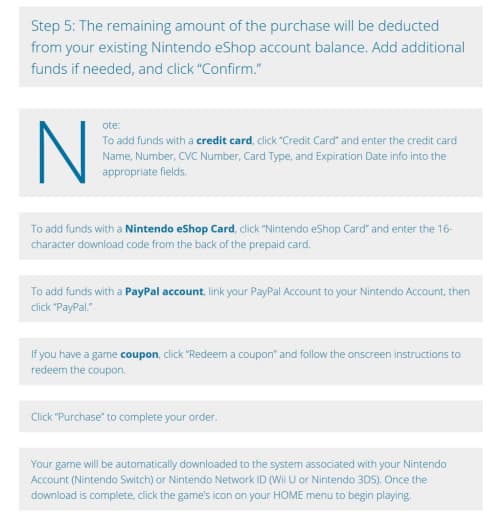 Step 5: The remaining amount of the purchase will be deducted
from your existing Nintendo eShop account balance. Add additional
funds if needed, and click “Confirm.”
Note:
To add funds with a credit card, click “Credit Card” and enter the credit card
Name, Number, CVC Number, Card Type, and Expiration Date info into the
appropriate fields.
To add funds with a Nintendo eShop Card, click “Nintendo eShop Card” and enter the 16-
character download code from the back of the prepaid card.
To add funds with a PayPal account, link your PayPal Account to your Nintendo Account, then
click “PayPal.”
If you have a game coupon, click “Redeem a coupon” and follow the onscreen instructions to
redeem the coupon.
Click “Purchase” to complete your order.
Your game will be automatically downloaded to the system associated with your Nintendo
Account (Nintendo Switch) or Nintendo Network ID (Wii U or Nintendo 3DS). Once the
download is complete, click the game’s icon on your HOME menu to begin playing.